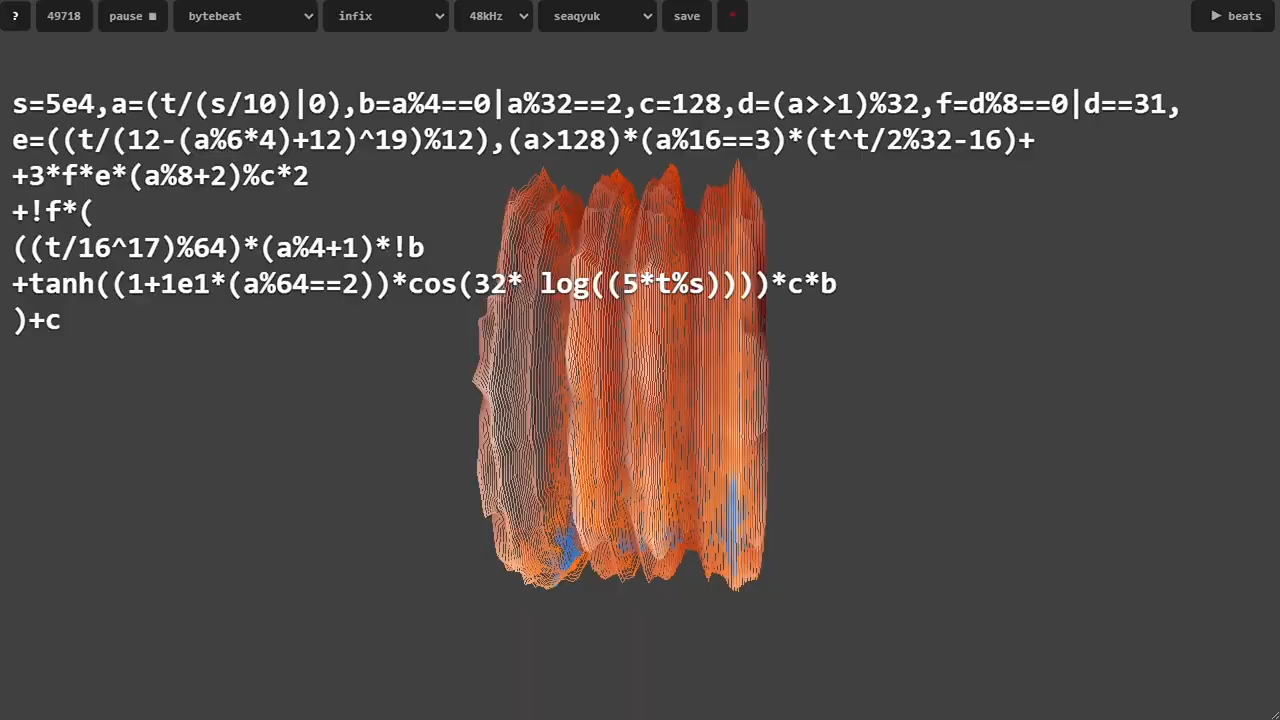 ? 49718 pause ■ bytebeat infix 48kHz seaqyuk save * ▶ beats
s=5e4,a=(t/(s/10)|0),b=a%4==0|a%32==2,c=128,d=(a>>1)%32,f=d%8==0|d==31,
e=((t/(12-(a%6*4)+12)^19)%12),(a>128)*(a%16==3)*(t^t/2%32-16)+
+3*f*e*(a%8+2)%c*2
+!f*(
((t/16^17)%64)*(a%4+1)*!b
+tanh((1+1e1*(a%64==2))*cos(32* log((5*t%s))))*c*b
)+c